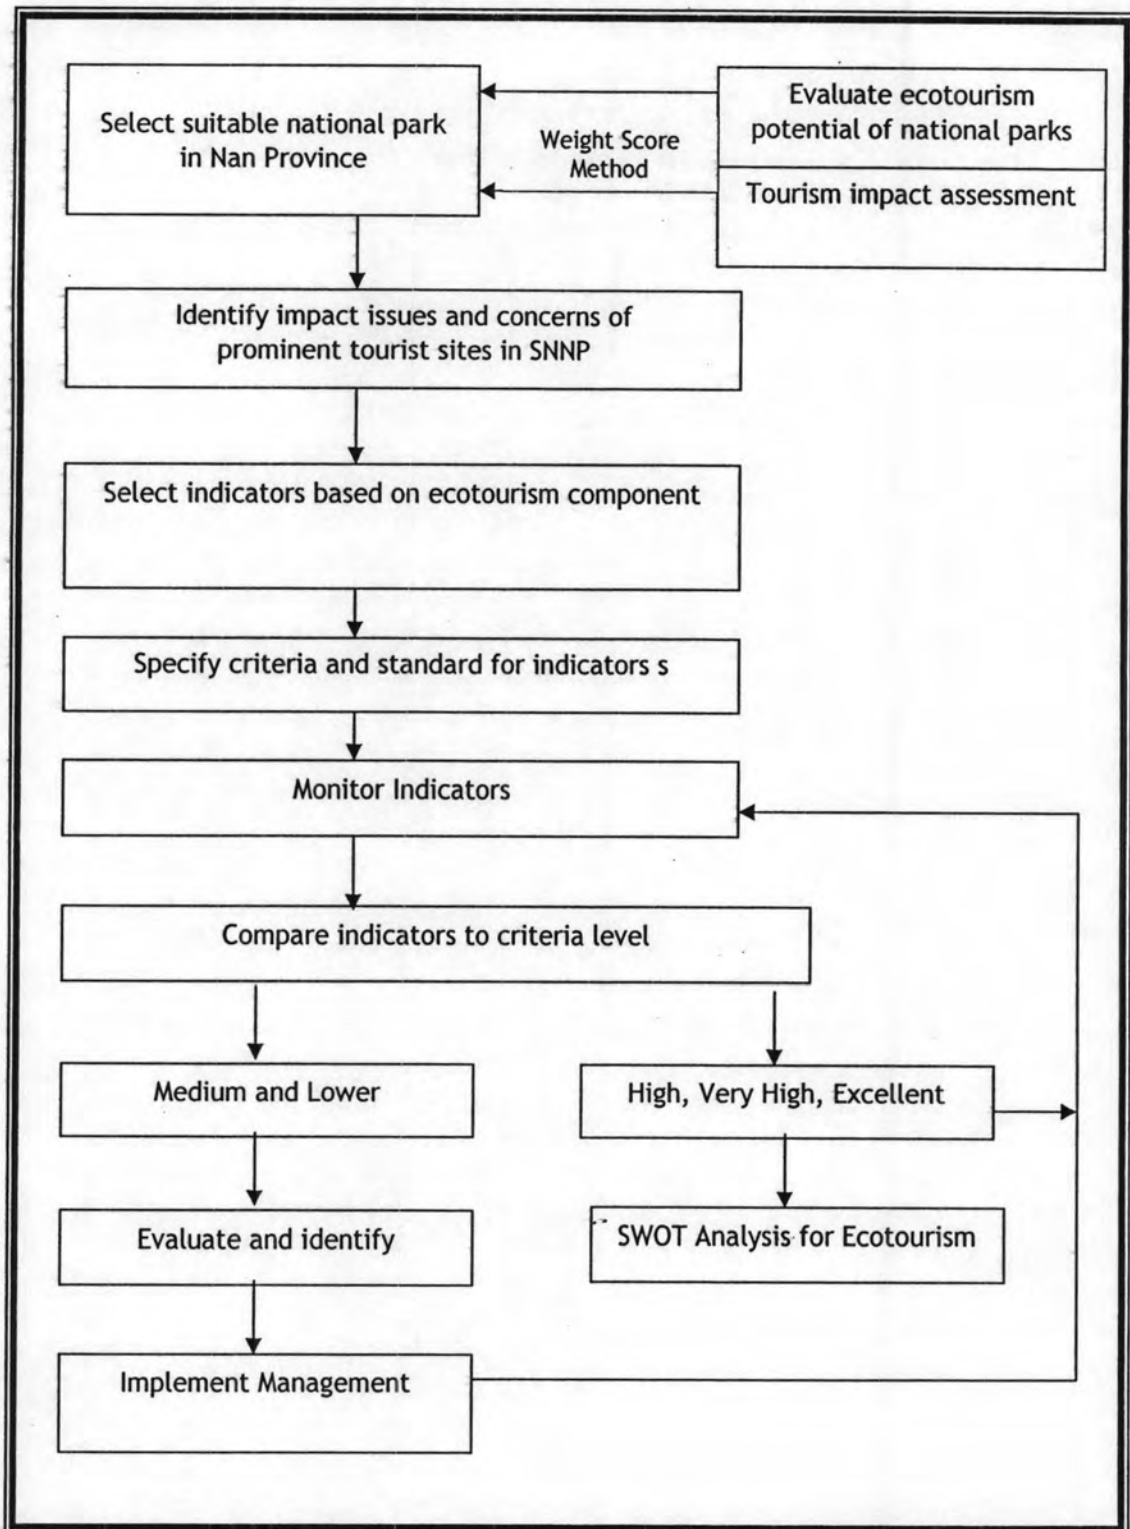 Select suitable national park
in Nan Province
Weight Score
Method
Evaluate ecotourism
potential of national parks
Tourism impact assessment
Identify impact issues and concerns of
prominent tourist sites in SNNP
Select indicators based on ecotourism component
Specify criteria and standard for indicators s
Monitor Indicators
Compare indicators to criteria level
Medium and Lower
High, Very High, Excellent
Evaluate and identify
SWOT Analysis for Ecotourism
Implement Management